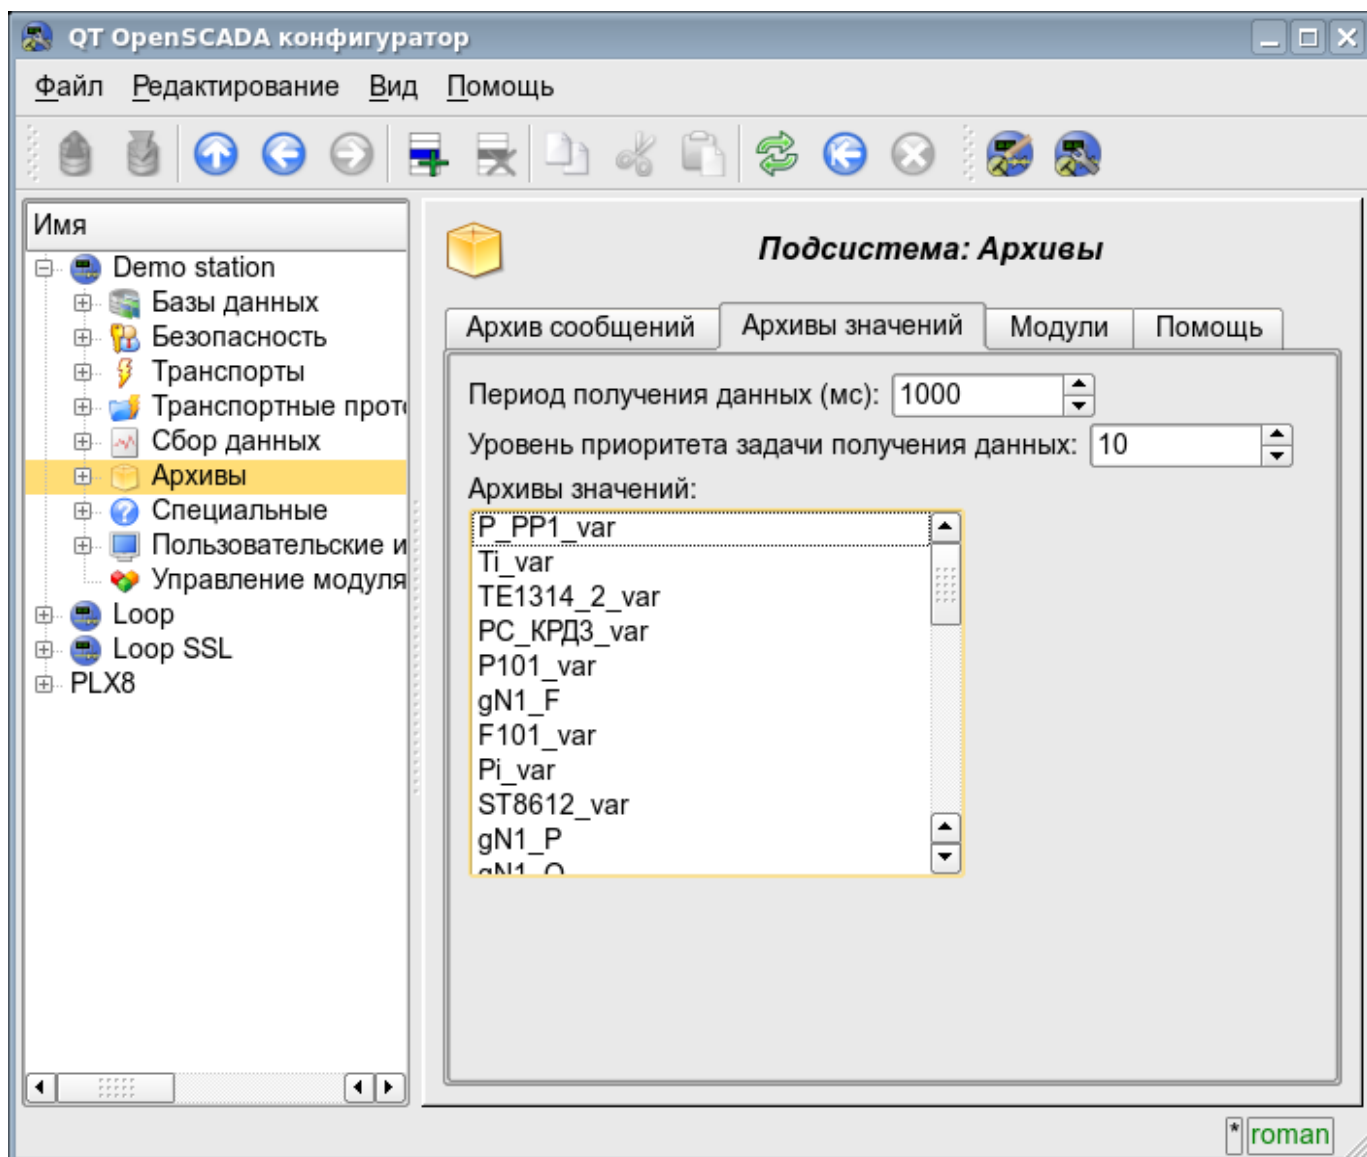 QT OpenSCADA конфигуратор
Файл Редактирование Вид Помощь
Имя
Demo station
Базы данных
Безопасность
Транспорты
Транспортные прот
Сбор данных
Архивы
Специальные
Пользовательские и
Управление модуля
Loop
Loop SSL
PLX8
Подсистема: Архивы
Архив сообщений Архивы значений Модули Помощь
Период получения данных (мс): 1000
Уровень приоритета задачи получения данных: 10
Архивы значений:
P_PP1_var
Ti_var
TE1314_2_var
PC_КРД3_var
P101_var
gN1_F
F101_var
Pi_var
ST8612_var
gN1_P
* roman